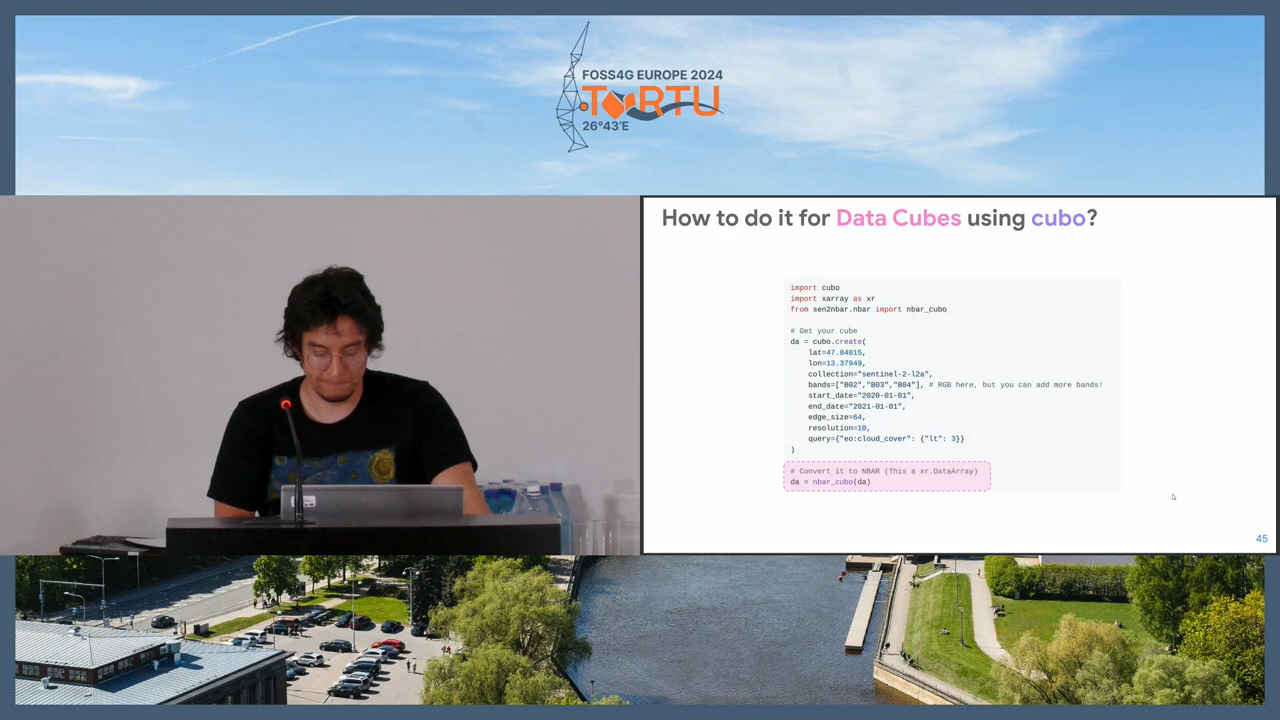 FOSS4G EUROPE 2024
TORTU
26°43'E
How to do it for Data Cubes using cubo?
import cubo
import xarray as xr
from sen2nbar.nbar import nbar_cubo
# Get your cube
da = cubo.create(
lat=47.84815,
lon=13.37949,
collection="sentinel-2-l2a",
bands=["B02","B03","B04"], # RGB here, but you can add more bands!
start_date="2020-01-01",
end_date="2021-01-01",
edge_size=64,
resolution=10,
query={"eo:cloud_cover": {"lt": 3}}
)
# Convert it to NBAR (This a xr.DataArray)
da = nbar_cubo(da)
45